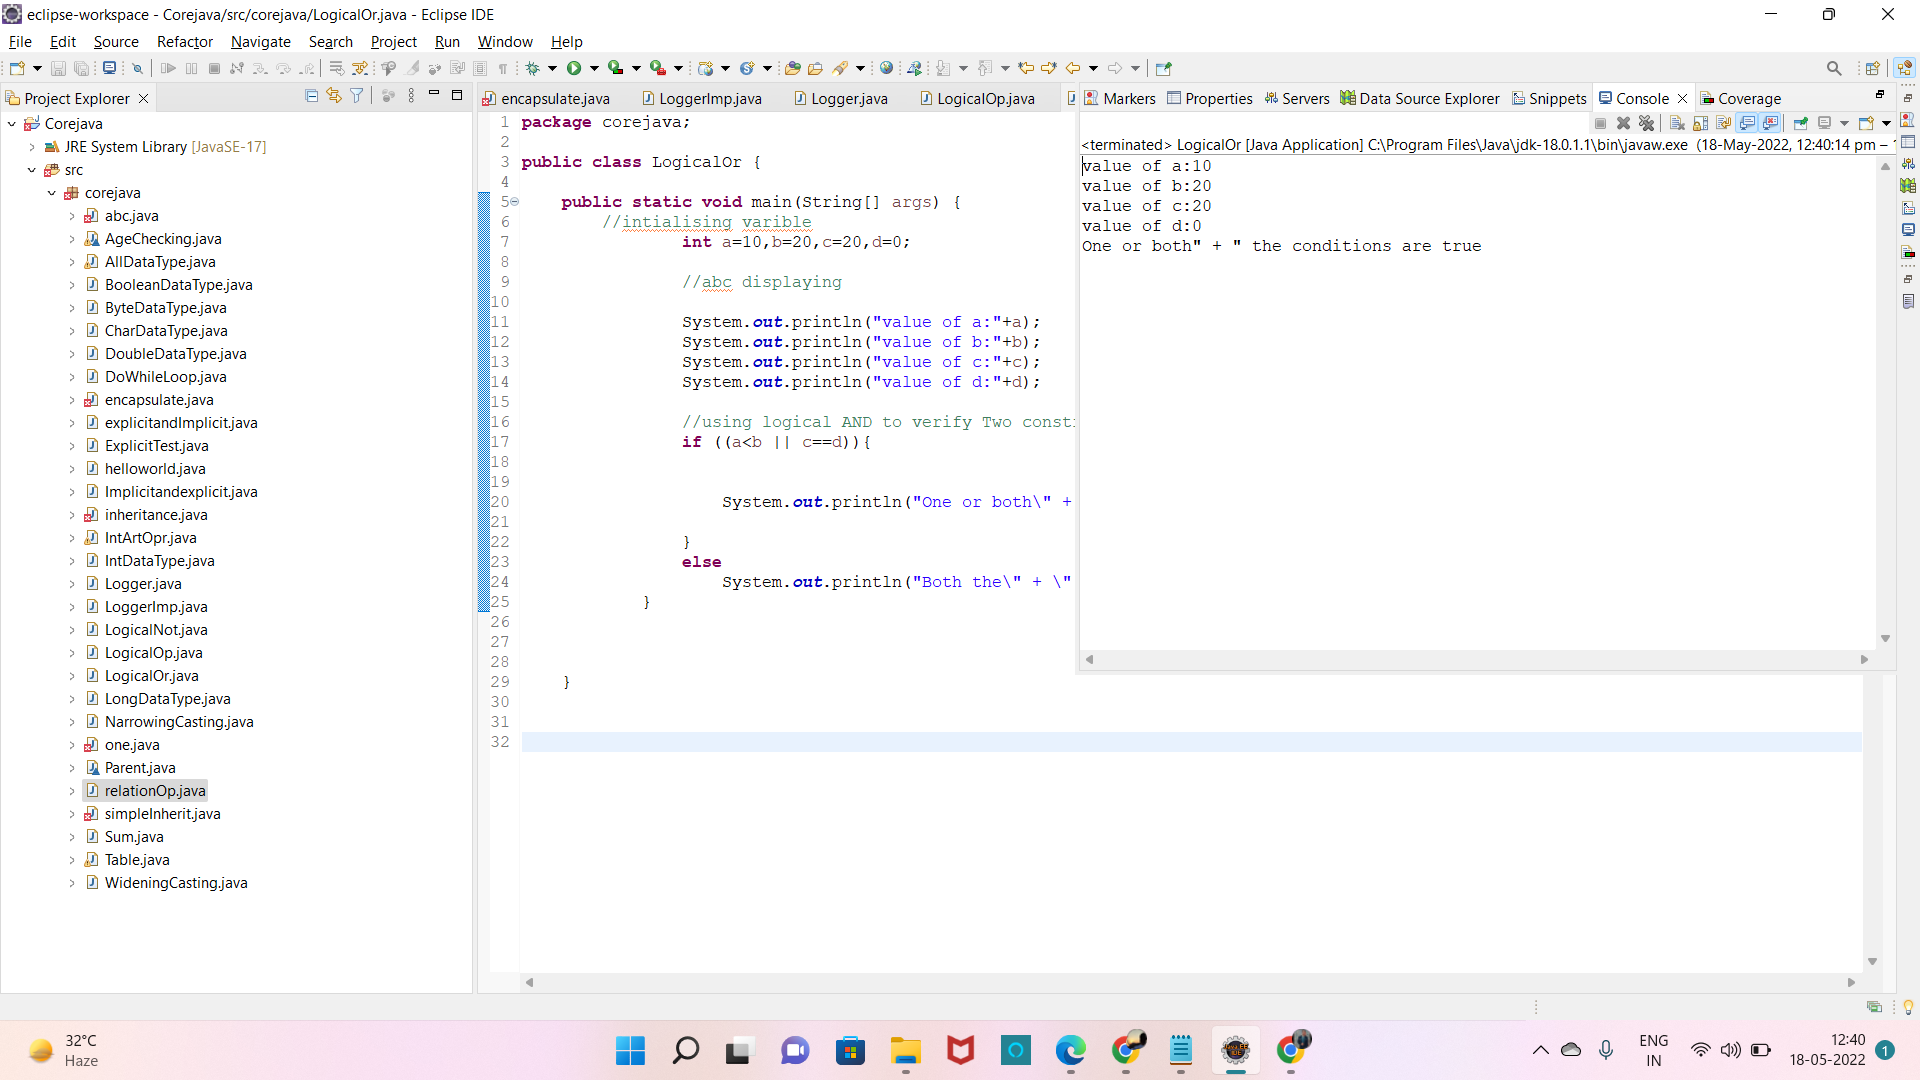 eclipse-workspace - Corejava/src/corejava/LogicalOr.java - Eclipse IDE
File Edit Source Refactor Navigate Search Project Run Window Help
Project Explorer
Corejava
JRE System Library [JavaSE-17]
src
corejava
abc.java
AgeChecking.java
AllDataType.java
BooleanDataType.java
ByteDataType.java
CharDataType.java
DoubleDataType.java
DoWhileLoop.java
encapsulate.java
explicitandImplicit.java
ExplicitTest.java
helloworld.java
Implicitandexplicit.java
inheritance.java
IntArtOpr.java
IntDataType.java
Logger.java
LoggerImp.java
LogicalNot.java
LogicalOp.java
LogicalOr.java
LongDataType.java
NarrowingCasting.java
one.java
Parent.java
relationOp.java
simpleInherit.java
Sum.java
Table.java
WideningCasting.java
encapsulate.java LoggerImp.java Logger.java LogicalOp.java
1 package corejava;
2
3 public class LogicalOr {
4
5 public static void main(String[] args) {
6 //intialising varible
7 int a=10,b=20,c=20,d=0;
8
9 //abc displaying
10
11 System.out.println("value of a:"+a);
12 System.out.println("value of b:"+b);
13 System.out.println("value of c:"+c);
14 System.out.println("value of d:"+d);
15
16 //using logical AND to verify Two consti
17 if ((a<b || c==d)){
18
19
20 System.out.println("One or both\" +
21
22 }
23 else
24 System.out.println("Both the\" + \"
25 }
26
27
28
29 }
30
31
32
Markers Properties Servers Data Source Explorer Snippets Console Coverage
<terminated> LogicalOr [Java Application] C:\Program Files\Java\jdk-18.0.1.1\bin\javaw.exe (18-May-2022, 12:40:14 pm –
value of a:10
value of b:20
value of c:20
value of d:0
One or both" + " the conditions are true
32°C
Haze
ENG
IN
12:40
18-05-2022
1